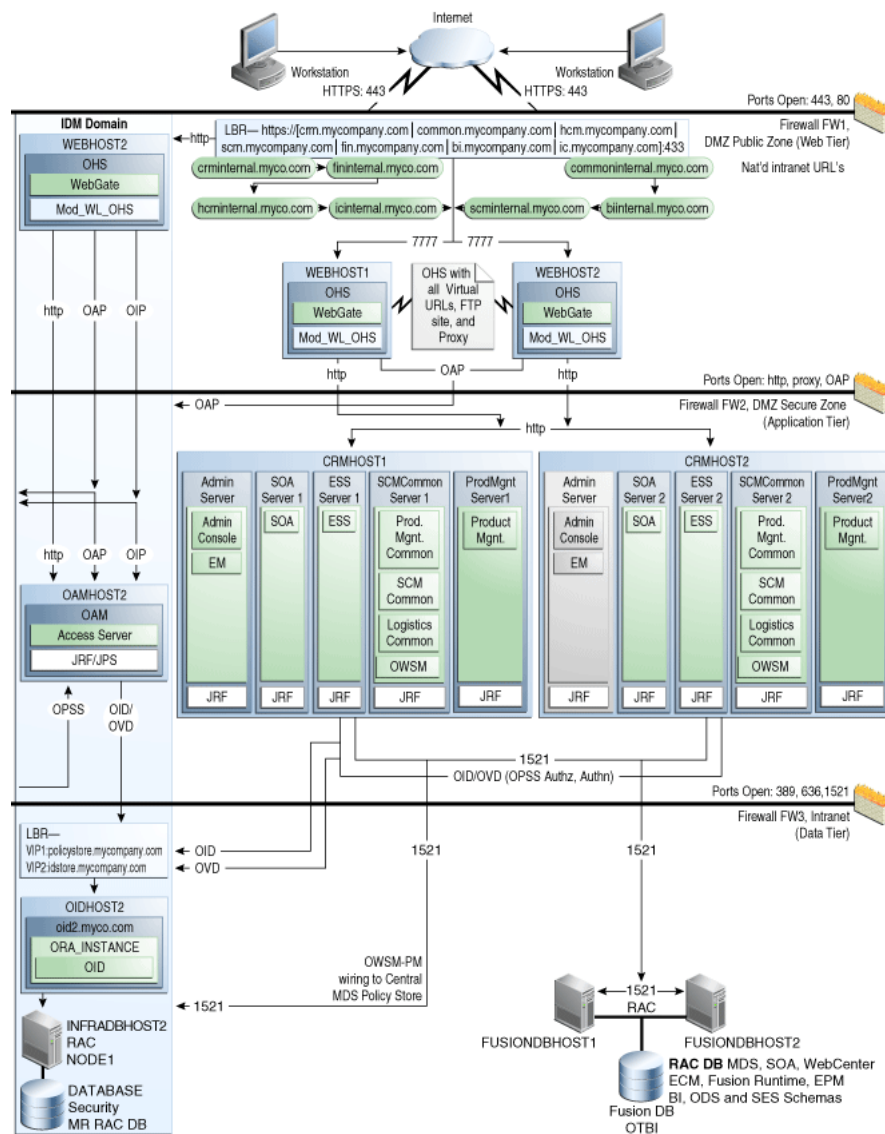 Internet
Workstation
Workstation
HTTPS: 443
HTTPS: 443
Ports Open: 443, 80
IDM Domain
Firewall FW1,
DMZ Public Zone (Web Tier)
Nat'd intranet URL's
http
LBR— https://[crm.mycompany.com | common.mycompany.com | hcm.mycompany.com |
scm.mycompany.com | fin.mycompany.com | bi.mycompany.com | ic.mycompany.com]:433
crminternal.myco.com
fininternal.myco.com
commoninternal.myco.com
hcminternal.myco.com
icinternal.myco.com
scminternal.myco.com
biinternal.myco.com
WEBHOST2
OHS
WebGate
Mod_WL_OHS
7777
7777
WEBHOST1
OHS
WebGate
Mod_WL_OHS
OHS with
all Virtual
URLs, FTP
site, and
Proxy
WEBHOST2
OHS
WebGate
Mod_WL_OHS
http
OAP
OIP
http
OAP
http
Ports Open: http, proxy, OAP
OAP
Firewall FW2, DMZ Secure Zone
(Application Tier)
http
CRMHOST1
Admin
Server
Admin
Console
EM
JRF
SOA
Server 1
SOA
JRF
ESS
Server 1
ESS
JRF
SCMCommon
Server 1
Prod.
Mgmt.
Common
SCM
Common
Logistics
Common
OWSM
JRF
ProdMgnt
Server1
Product
Mgnt.
JRF
CRMHOST2
Admin
Server
Admin
Console
EM
JRF
SOA
Server 2
SOA
JRF
ESS
Server 2
ESS
JRF
SCMCommon
Server 2
Prod.
Mgmt.
Common
SCM
Common
Logistics
Common
OWSM
JRF
ProdMgnt
Server2
Product
Mgnt.
JRF
http
OAP
OIP
OAMHOST2
OAM
Access Server
JRF/JPS
OPSS
OID/
OVD
1521
OID/OVD (OPSS Authz, Authn)
Ports Open: 389, 636,1521
Firewall FW3, Intranet
(Data Tier)
LBR—
VIP1:policystore.mycompany.com
VIP2:idstore.mycompany.com
OID
OVD
1521
1521
OIDHOST2
oid2.myco.com
ORA_INSTANCE
OID
OWSM-PM
wiring to Central
MDS Policy Store
1521
INFRADBHOST2
RAC
NODE1
DATABASE
Security
MR RAC DB
1521
RAC
FUSIONDBHOST1
FUSIONDBHOST2
RAC DB MDS, SOA, WebCenter
ECM, Fusion Runtime, EPM
BI, ODS and SES Schemas
Fusion DB
OTBI